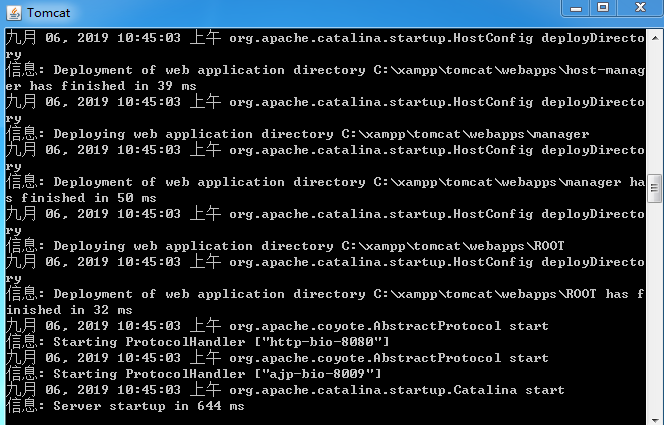 Tomcat
九月 06, 2019 10:45:03 上午 org.apache.catalina.startup.HostConfig deployDirecto
ry
信息: Deployment of web application directory C:\xampp\tomcat\webapps\host-manag
er has finished in 39 ms
九月 06, 2019 10:45:03 上午 org.apache.catalina.startup.HostConfig deployDirecto
ry
信息: Deploying web application directory C:\xampp\tomcat\webapps\manager
九月 06, 2019 10:45:03 上午 org.apache.catalina.startup.HostConfig deployDirecto
ry
信息: Deployment of web application directory C:\xampp\tomcat\webapps\manager ha
s finished in 50 ms
九月 06, 2019 10:45:03 上午 org.apache.catalina.startup.HostConfig deployDirecto
ry
信息: Deploying web application directory C:\xampp\tomcat\webapps\ROOT
九月 06, 2019 10:45:03 上午 org.apache.catalina.startup.HostConfig deployDirecto
ry
信息: Deployment of web application directory C:\xampp\tomcat\webapps\ROOT has f
inished in 32 ms
九月 06, 2019 10:45:03 上午 org.apache.coyote.AbstractProtocol start
信息: Starting ProtocolHandler ["http-bio-8080"]
九月 06, 2019 10:45:03 上午 org.apache.coyote.AbstractProtocol start
信息: Starting ProtocolHandler ["ajp-bio-8009"]
九月 06, 2019 10:45:03 上午 org.apache.catalina.startup.Catalina start
信息: Server startup in 644 ms